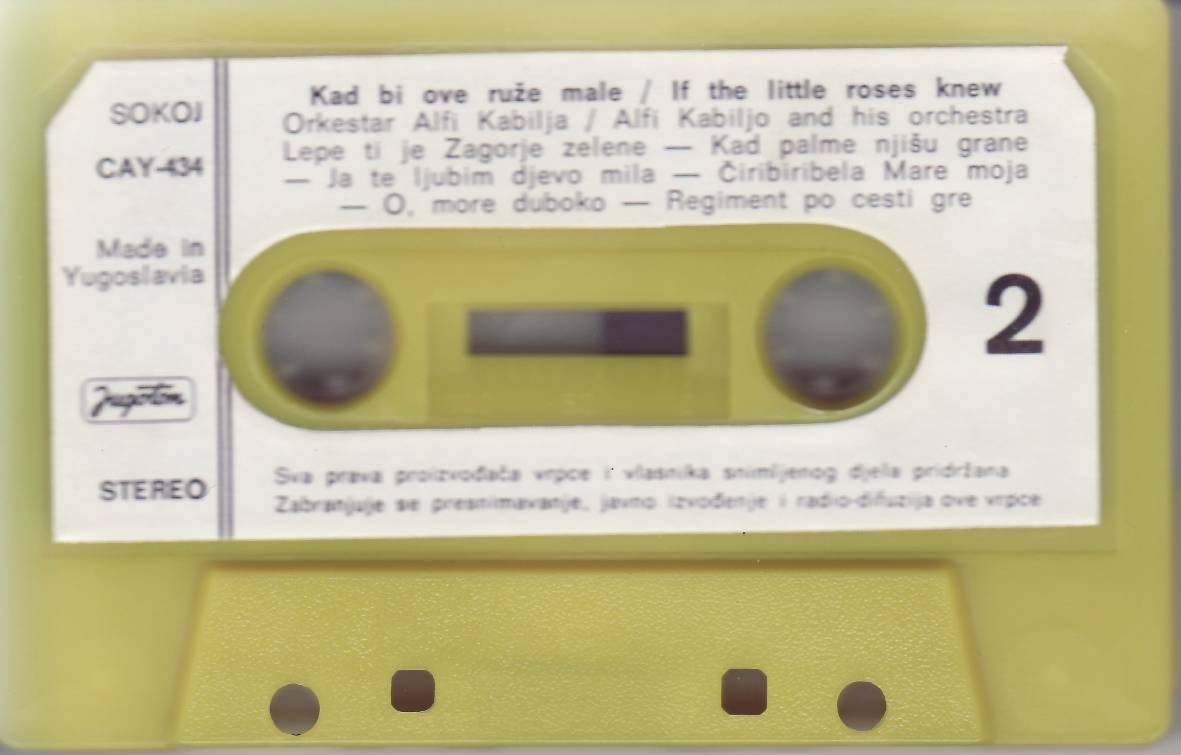 SOKOJ
CAY-434
Made in
Yugoslavia
Jugoton
STEREO
Kad bi ove ruže male / If the little roses knew
Orkestar Alfi Kabilja / Alfi Kabiljo and his orchestra
Lepe ti je Zagorje zelene — Kad palme njišu grane
— Ja te ljubim djevo mila — Čiribiribela Mare moja
— O, more duboko — Regiment po cesti gre
2
Sva prava proizvođača vrpce i vlasnika snimljenog djela pridržana
Zabranjuje se presnimavanje, javno izvođenje i radio-difuzija ove vrpce